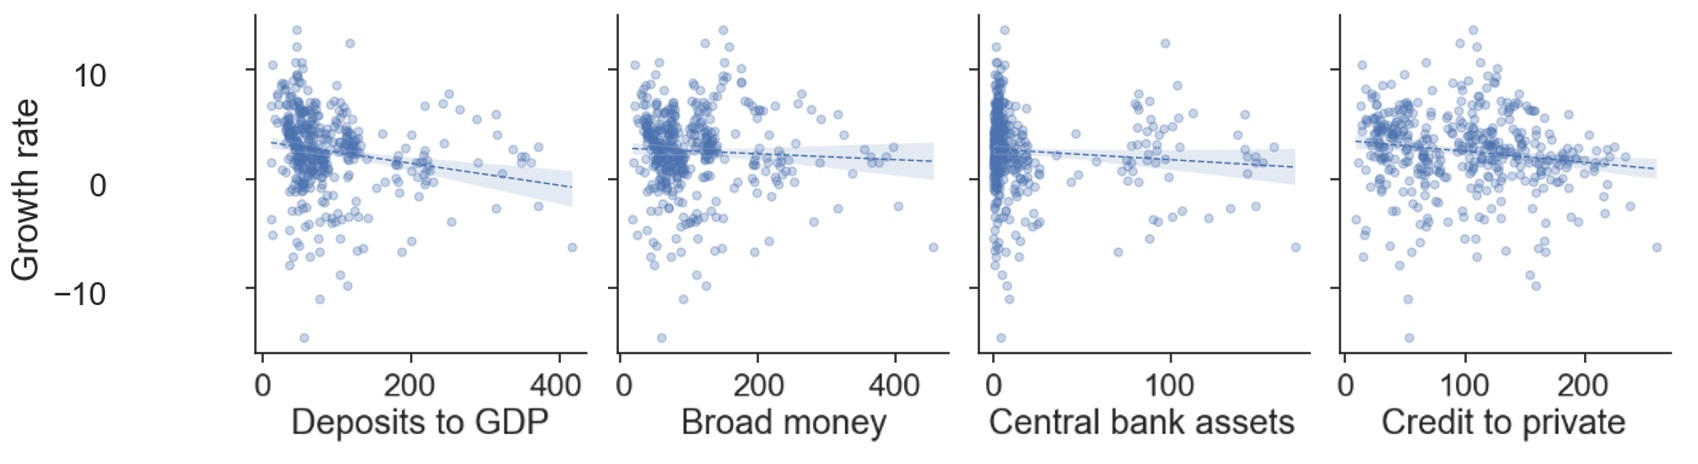 Growth rate
10
0
−10
0 200 400 0 200 400 0 100 0 100 200
Deposits to GDP Broad money Central bank assets Credit to private